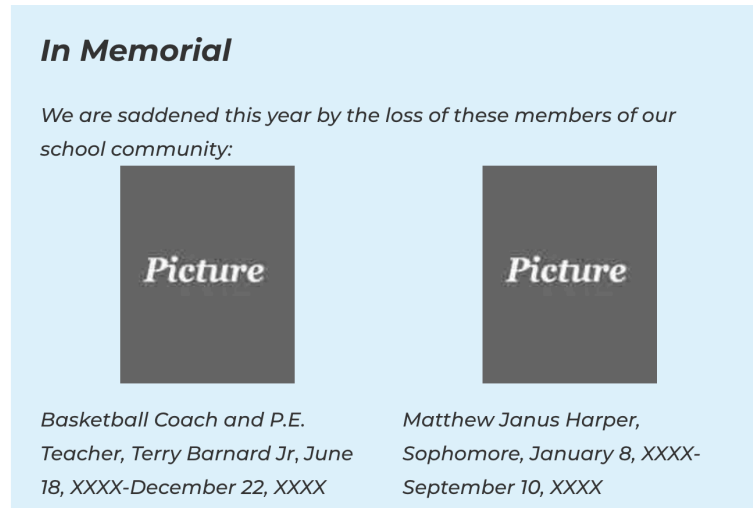 In Memorial
We are saddened this year by the loss of these members of our
school community:
Picture
Picture
Basketball Coach and P.E.
Teacher, Terry Barnard Jr, June
18, XXXX-December 22, XXXX
Matthew Janus Harper,
Sophomore, January 8, XXXX-
September 10, XXXX